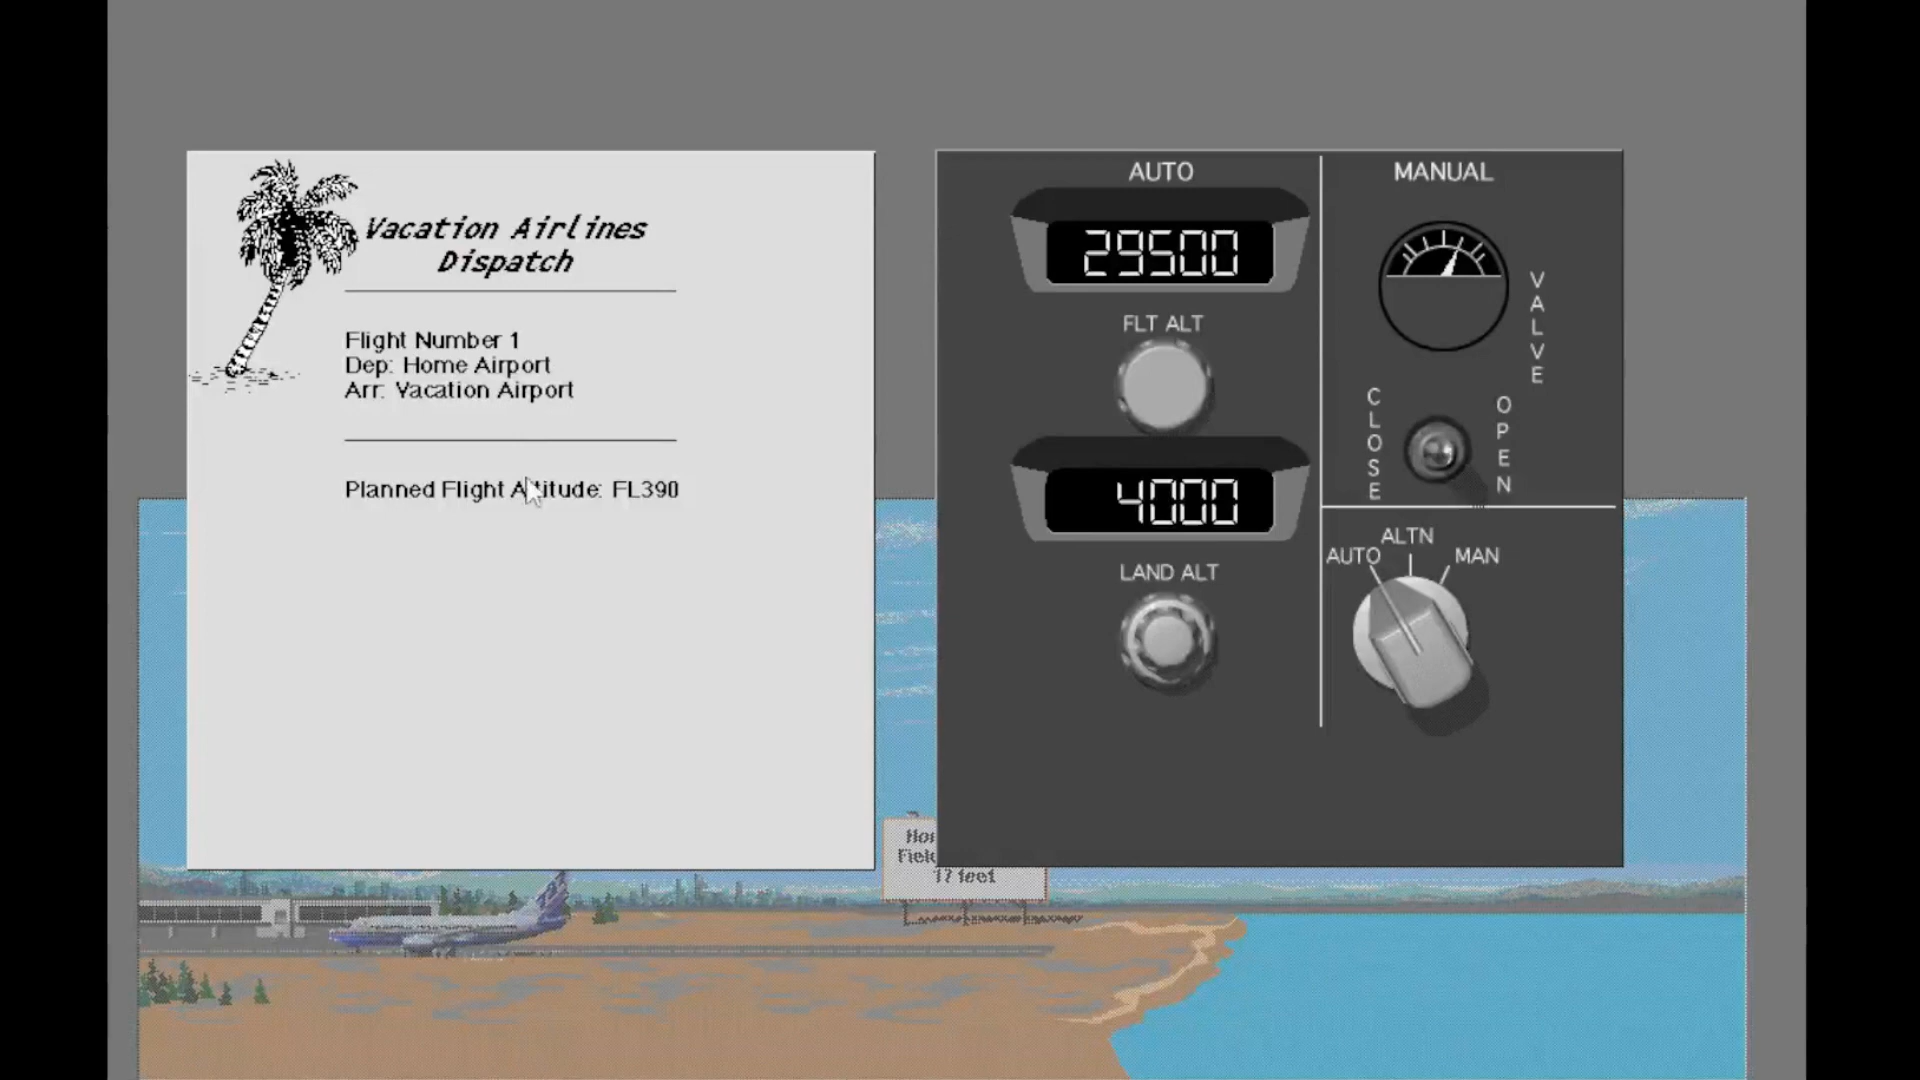 Vacation Airlines
Dispatch
Flight Number 1
Dep: Home Airport
Arr: Vacation Airport
Planned Flight Altitude: FL390
AUTO
29500
FLT ALT
4000
LAND ALT
MANUAL
VALVE
CLOSE
OPEN
ALTN
AUTO
MAN
17 feet